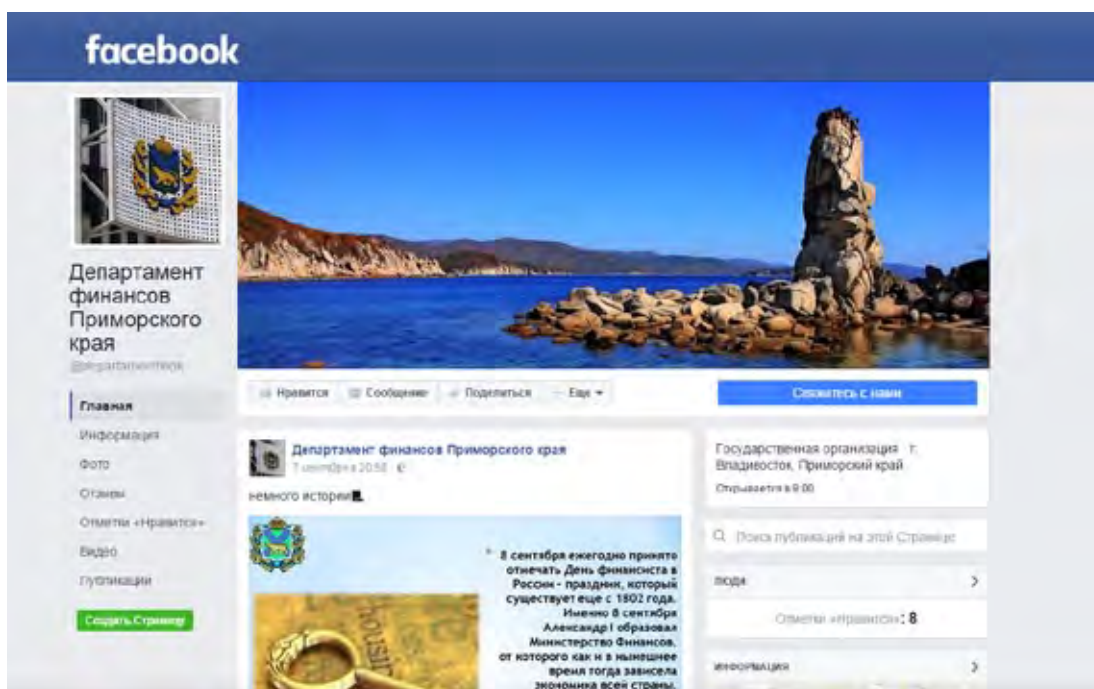 facebook
Департамент
финансов
Приморского
края
Главная
Информация
Фото
Отзывы
Отметки «Нравится»
Видео
Публикации
Создать Страницу
Нравится Сообщение Поделиться Еще
Свяжитесь с нами
Департамент финансов Приморского края
7 сентября в 20:58
немного истории
8 сентября ежегодно принято
отмечать День финансиста в
России - праздник, который
существует еще с 1802 года.
Именно 8 сентября
Александр I образовал
Министерство Финансов,
от которого как и в нынешнее
время тогда зависела
экономика всей страны.
Государственная организация г.
Владивосток, Приморский край
Открывается в 9:00
Поиск публикаций на этой Странице
ЛЮДИ
Отметки «Нравится»: 8
ИНФОРМАЦИЯ